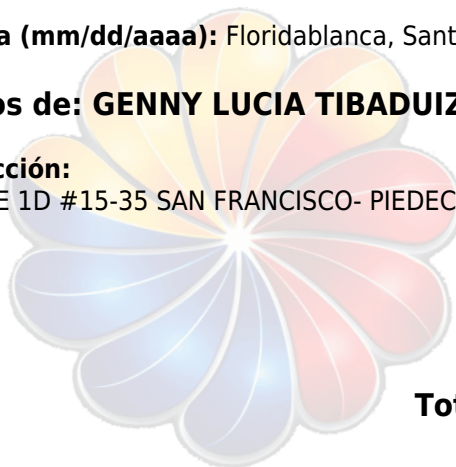 a (mm/dd/aaaa): Floridablanca, Sant
os de: GENNY LUCIA TIBADUIZ
cción:
E 1D #15-35 SAN FRANCISCO- PIEDEC
Tot